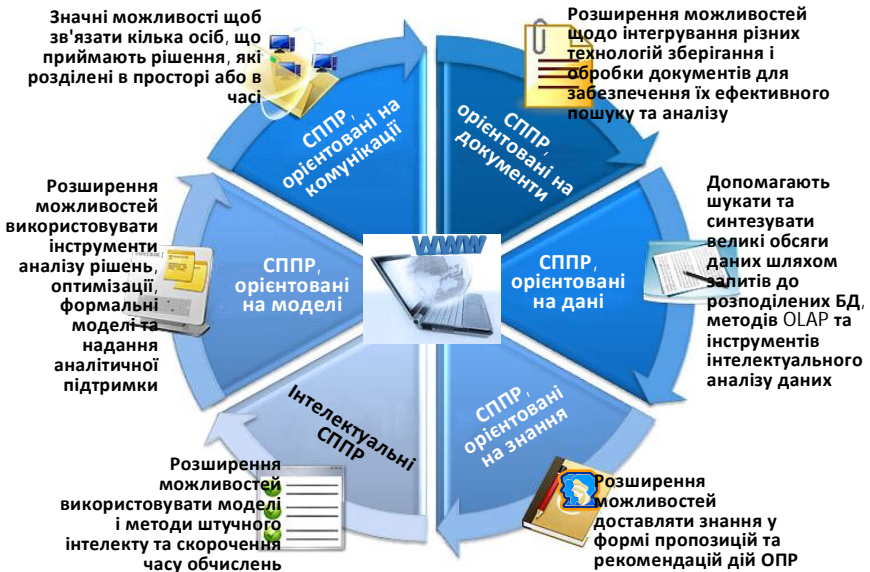 Значні можливості щоб
зв'язати кілька осіб, що
приймають рішення, які
розділені в просторі або в
часі
Розширення можливостей
щодо інтегрування різних
технологій зберігання і
обробки документів для
забезпечення їх ефективного
пошуку та аналізу
СППР,
орієнтовані на
комунікації
СППР,
орієнтовані на
документи
Розширення
можливостей
використовувати
інструменти
аналізу рішень,
оптимізації,
формальні
моделі та
надання
аналітичної
підтримки
СППР,
орієнтовані
на моделі
WWW
СППР,
орієнтовані
на дані
Допомагають
шукати та
синтезувати
великі обсяги
даних шляхом
запитів до
розподілених БД,
методів OLAP та
інструментів
інтелектуального
аналізу даних
Інтелектуальні
СППР
СППР,
орієнтовані
на знання
Розширення
можливостей
використовувати моделі
і методи штучного
інтелекту та скорочення
часу обчислень
Розширення
можливостей
доставляти знання у
формі пропозицій та
рекомендацій дій ОПР